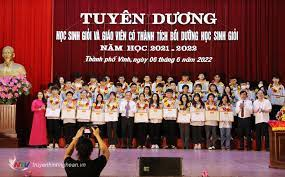 TUYÊN DƯƠNG
HỌC SINH GIỎI VÀ GIÁO VIÊN CÓ THÀNH TÍCH BỒI DƯỠNG HỌC SINH GIỎI
NĂM HỌC 2021-2022
Thành phố Vinh, ngày 06 tháng 6 năm 2022
NTV
truyenhinhnghean.vn